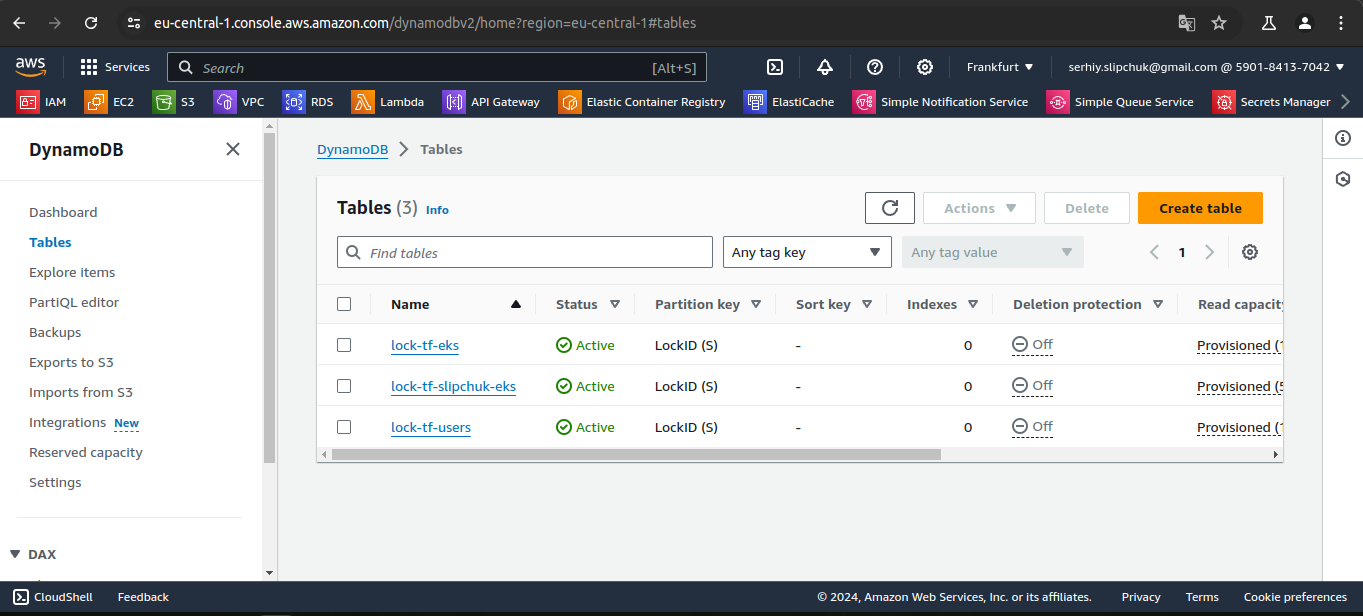 eu-central-1.console.aws.amazon.com/dynamodbv2/home?region=eu-central-1#tables
aws Services Search [Alt+S] Frankfurt serhiy.slipchuk@gmail.com @ 5901-8413-7042
IAM EC2 S3 VPC RDS Lambda API Gateway Elastic Container Registry ElastiCache Simple Notification Service Simple Queue Service Secrets Manager
DynamoDB
Dashboard
Tables
Explore items
PartiQL editor
Backups
Exports to S3
Imports from S3
Integrations New
Reserved capacity
Settings
DAX
DynamoDB Tables
Tables (3) Info
Actions Delete Create table
Find tables Any tag key Any tag value 1
Name Status Partition key Sort key Indexes Deletion protection Read capacity
lock-tf-eks Active LockID (S) - 0 Off Provisioned (1
lock-tf-slipchuk-eks Active LockID (S) - 0 Off Provisioned (5
lock-tf-users Active LockID (S) - 0 Off Provisioned (1
CloudShell Feedback © 2024, Amazon Web Services, Inc. or its affiliates. Privacy Terms Cookie preferences